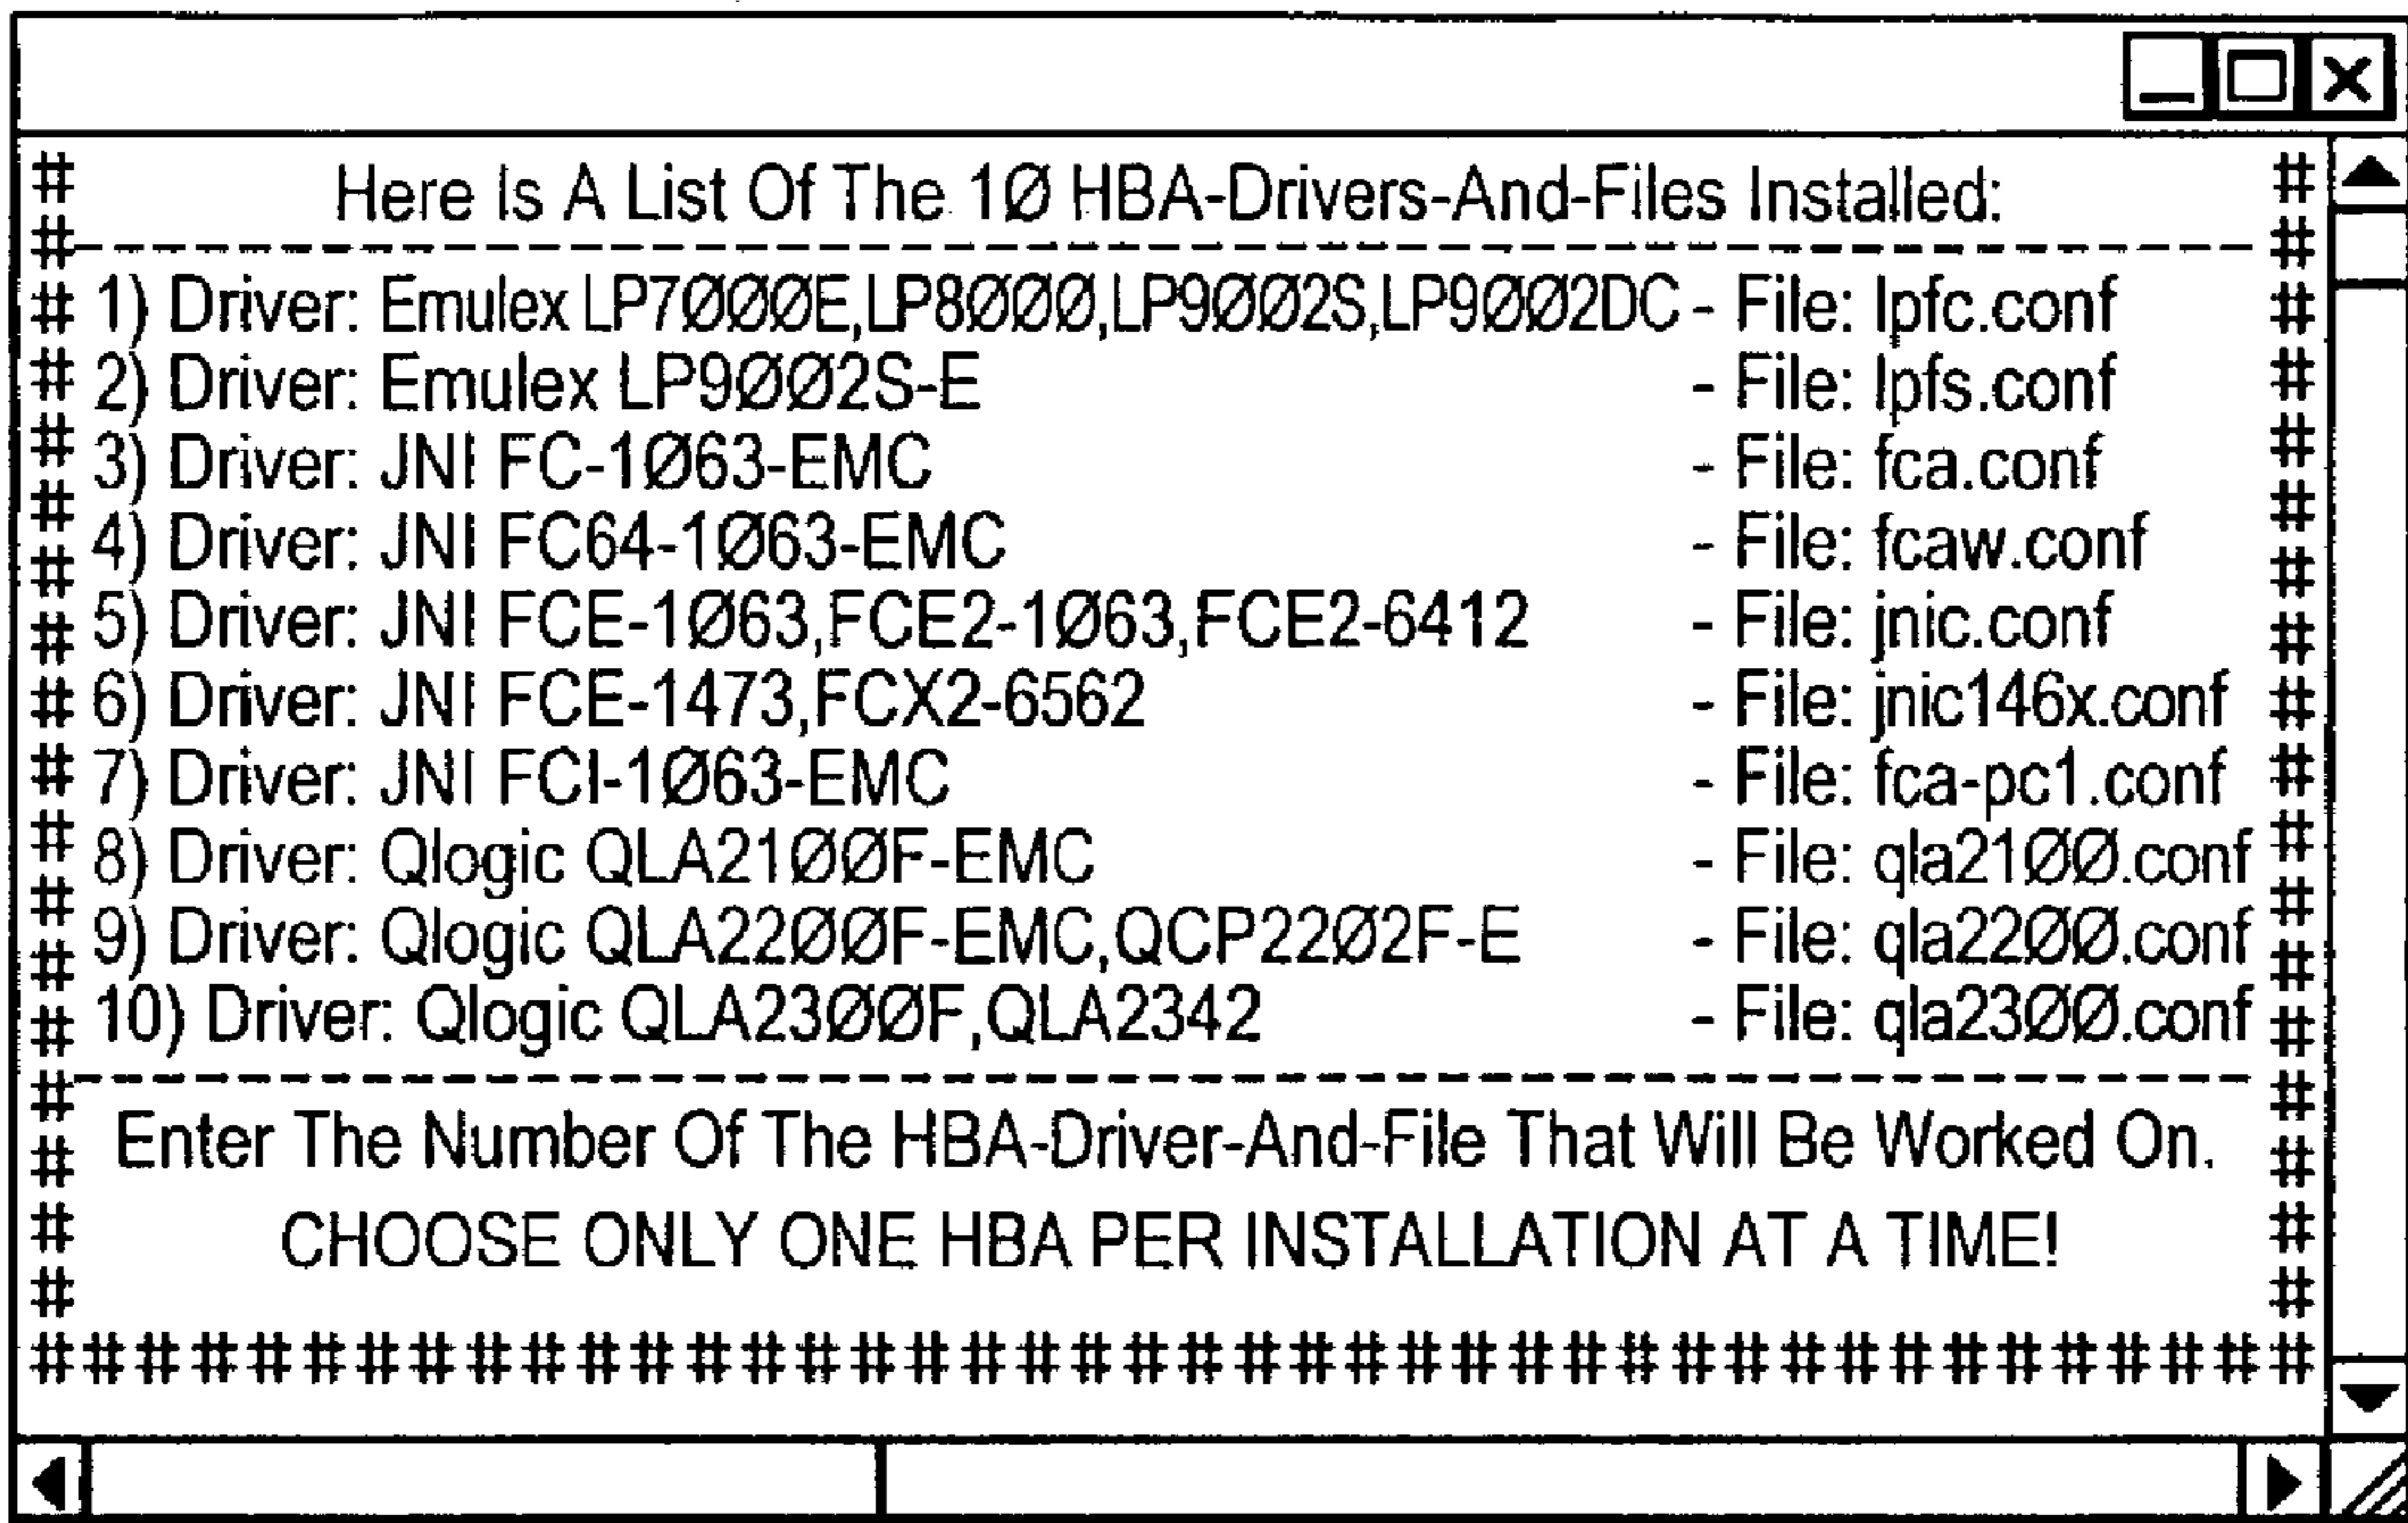 # Here Is A List Of The 1Ø HBA-Drivers-And-Files Installed: #
#------------------------------------#
# 1) Driver: Emulex LP7ØØØE,LP8ØØØ,LP9ØØ2S,LP9ØØ2DC - File: lpfc.conf #
# 2) Driver: Emulex LP9ØØ2S-E - File: lpfs.conf #
# 3) Driver: JNI FC-1Ø63-EMC - File: fca.conf #
# 4) Driver: JNI FC64-1Ø63-EMC - File: fcaw.conf #
# 5) Driver: JNI FCE-1Ø63,FCE2-1Ø63,FCE2-6412 - File: jnic.conf #
# 6) Driver: JNI FCE-1473,FCX2-6562 - File: jnic146x.conf #
# 7) Driver: JNI FCI-1Ø63-EMC - File: fca-pc1.conf #
# 8) Driver: Qlogic QLA21ØØF-EMC - File: qla21ØØ.conf #
# 9) Driver: Qlogic QLA22ØØF-EMC,QCP22Ø2F-E - File: qla22ØØ.conf #
# 10) Driver: Qlogic QLA23ØØF,QLA2342 - File: qla23ØØ.conf #
#------------------------------------#
# Enter The Number Of The HBA-Driver-And-File That Will Be Worked On. #
# CHOOSE ONLY ONE HBA PER INSTALLATION AT A TIME! #
# #
##########################################